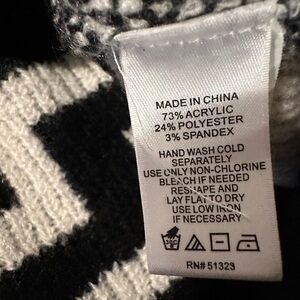 MADE IN CHINA
73% ACRYLIC
24% POLYESTER
3% SPANDEX
HAND WASH COLD
SEPARATELY
USE ONLY NON-CHLORINE
BLEACH IF NEEDED
RESHAPE AND
LAY FLAT TO DRY
USE LOW IRON
IF NECESSARY
RN# 51323